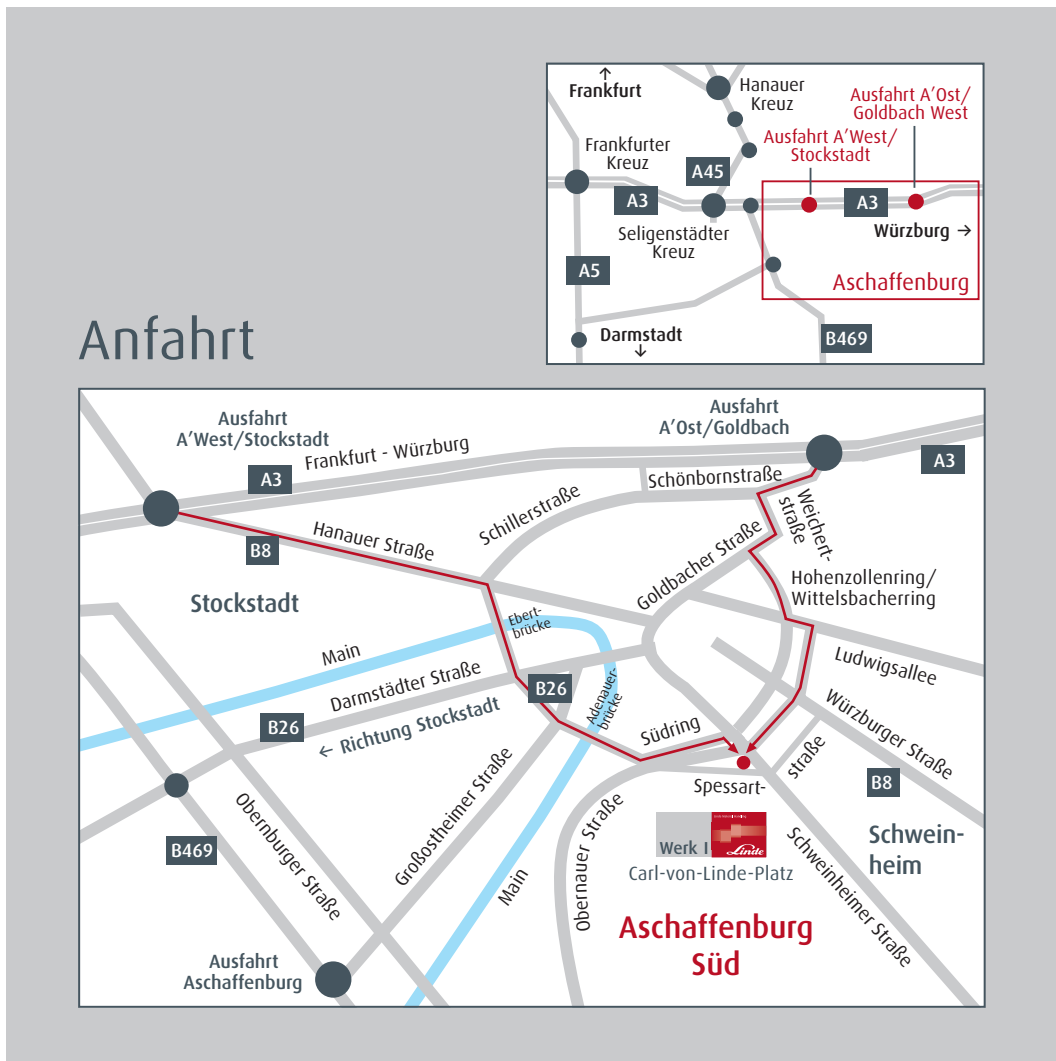 Frankfurt
Hanauer
Kreuz
Ausfahrt A'Ost/
Goldbach West
Ausfahrt A'West/
Stockstadt
Frankfurter
Kreuz
A45
A3
A3
Seligenstädter
Kreuz
Würzburg →
A5
Aschaffenburg
Darmstadt
B469
Anfahrt
Ausfahrt
A'West/Stockstadt
Ausfahrt
A'Ost/Goldbach
A3
Frankfurt - Würzburg
A3
Schönbornstraße
Schillerstraße
Weichert-
straße
B8
Hanauer Straße
Goldbacher Straße
Hohenzollenring/
Wittelsbacherring
Stockstadt
Ebert-
brücke
Main
Ludwigsallee
Darmstädter Straße
B26
Adenauer-
brücke
B26
← Richtung Stockstadt
Südring
Würzburger Straße
Spessart-
straße
B8
Obernburger Straße
Großostheimer Straße
Main
Obernauer Straße
B469
Werk I
Linde
Carl-von-Linde-Platz
Schwein-
heim
Schweinheimer Straße
Aschaffenburg
Süd
Ausfahrt
Aschaffenburg